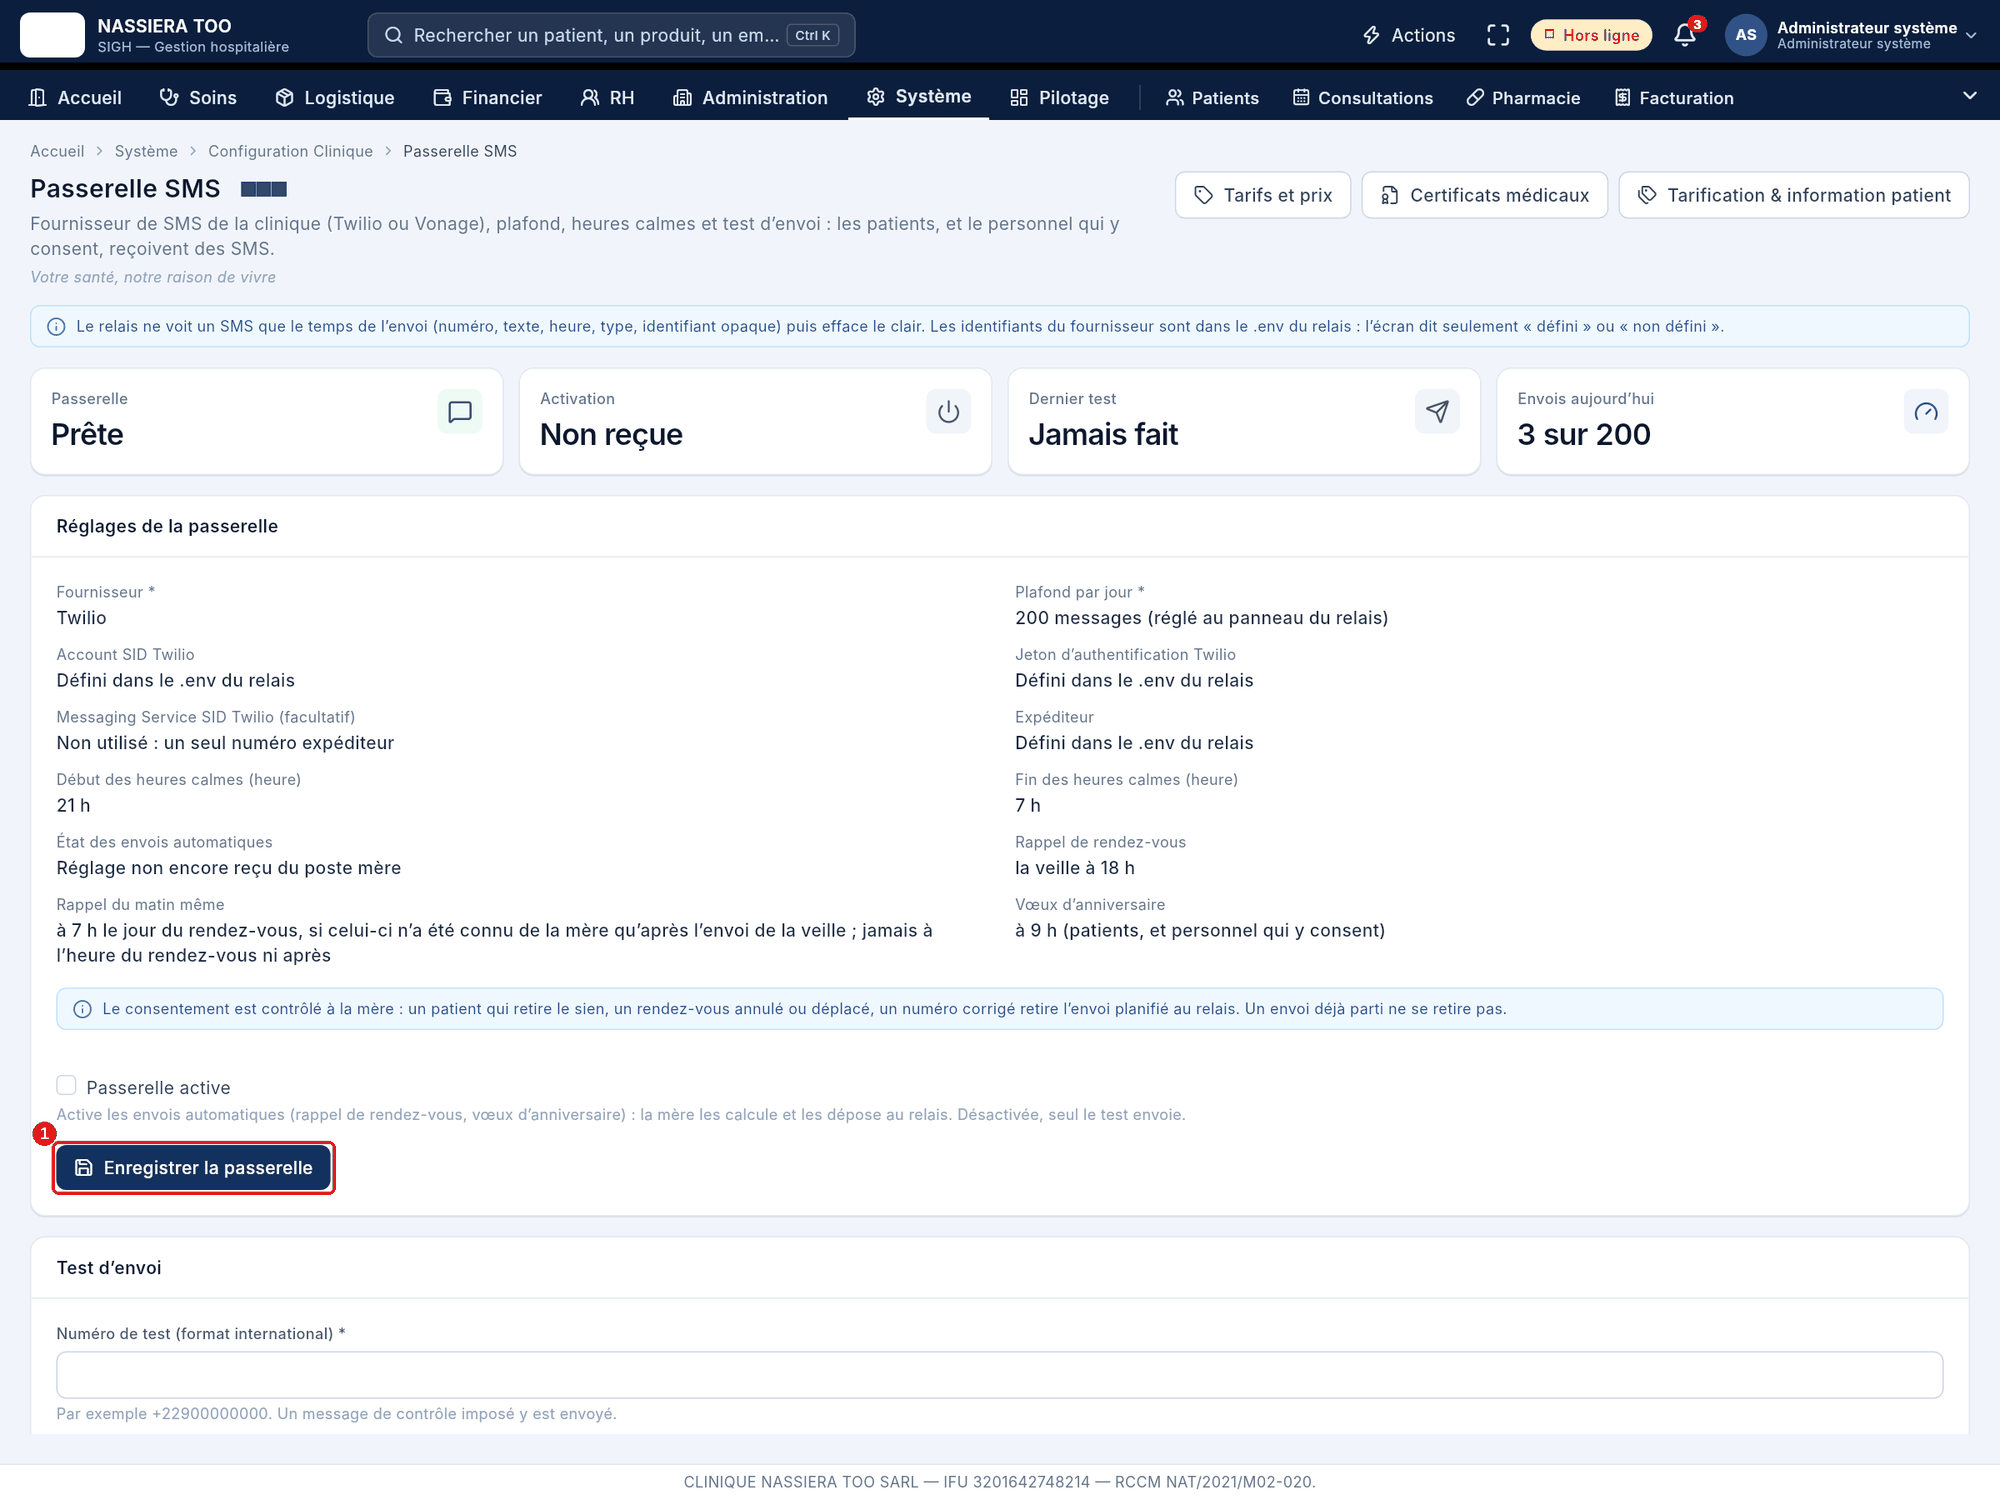 NASSIERA TOO
SIGH — Gestion hospitalière
Rechercher un patient, un produit, un em...
Ctrl K
Actions
Hors ligne
3
AS
Administrateur système
Administrateur système
Accueil
Soins
Logistique
Financier
RH
Administration
Système
Pilotage
Patients
Consultations
Pharmacie
Facturation
Accueil > Système > Configuration Clinique > Passerelle SMS
Passerelle SMS
Tarifs et prix
Certificats médicaux
Tarification & information patient
Fournisseur de SMS de la clinique (Twilio ou Vonage), plafond, heures calmes et test d’envoi : les patients, et le personnel qui y
consent, reçoivent des SMS.
Votre santé, notre raison de vivre
Le relais ne voit un SMS que le temps de l’envoi (numéro, texte, heure, type, identifiant opaque) puis efface le clair. Les identifiants du fournisseur sont dans le .env du relais : l’écran dit seulement « défini » ou « non défini ».
Passerelle
Prête
Activation
Non reçue
Dernier test
Jamais fait
Envois aujourd’hui
3 sur 200
Réglages de la passerelle
Fournisseur *
Twilio
Plafond par jour *
200 messages (réglé au panneau du relais)
Account SID Twilio
Défini dans le .env du relais
Jeton d’authentification Twilio
Défini dans le .env du relais
Messaging Service SID Twilio (facultatif)
Non utilisé : un seul numéro expéditeur
Expéditeur
Défini dans le .env du relais
Début des heures calmes (heure)
21 h
Fin des heures calmes (heure)
7 h
État des envois automatiques
Réglage non encore reçu du poste mère
Rappel de rendez-vous
la veille à 18 h
Rappel du matin même
à 7 h le jour du rendez-vous, si celui-ci n’a été connu de la mère qu’après l’envoi de la veille ; jamais à
l’heure du rendez-vous ni après
Vœux d’anniversaire
à 9 h (patients, et personnel qui y consent)
Le consentement est contrôlé à la mère : un patient qui retire le sien, un rendez-vous annulé ou déplacé, un numéro corrigé retire l’envoi planifié au relais. Un envoi déjà parti ne se retire pas.
Passerelle active
Active les envois automatiques (rappel de rendez-vous, vœux d’anniversaire) : la mère les calcule et les dépose au relais. Désactivée, seul le test envoie.
1
Enregistrer la passerelle
Test d’envoi
Numéro de test (format international) *
Par exemple +22900000000. Un message de contrôle imposé y est envoyé.
CLINIQUE NASSIERA TOO SARL — IFU 3201642748214 — RCCM NAT/2021/M02-020.